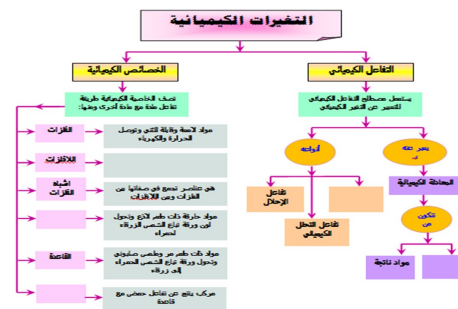 التغيرات الكيميائية
الخصائص الكيميائية
التفاعل الكيميائي
تصف الخاصية الكيميائية طريقة
تفاعل مادة مع مادة أخرى ومنها:
يستعمل مصطلح التفاعل الكيميائي
للتعبير عن التغير الكيميائي
الفلزات
مواد لامعة وقابلة للثني وتوصل
الحرارة والكهرباء
اللافلزات
أشباه
الفلزات
هي عناصر تجمع في صفاتها بين
الفلزات وبين اللافلزات
مواد حارقة ذات طعم لاذع وتحول
لون ورقة تباع الشمس الزرقاء
لحمراء
القاعدة
مواد ذات طعم مر وملمس صابوني
وتحول ورقة تباع الشمس الحمراء
إلى زرقاء
مركب ينتج عن تفاعل حمض مع
قاعدة
أنواعه
يعبر عنه
بـ
تفاعل
الإحلال
تفاعل التحلل
الكيميائي
المعادلة الكيميائية
تتكون
من
مواد ناتجة